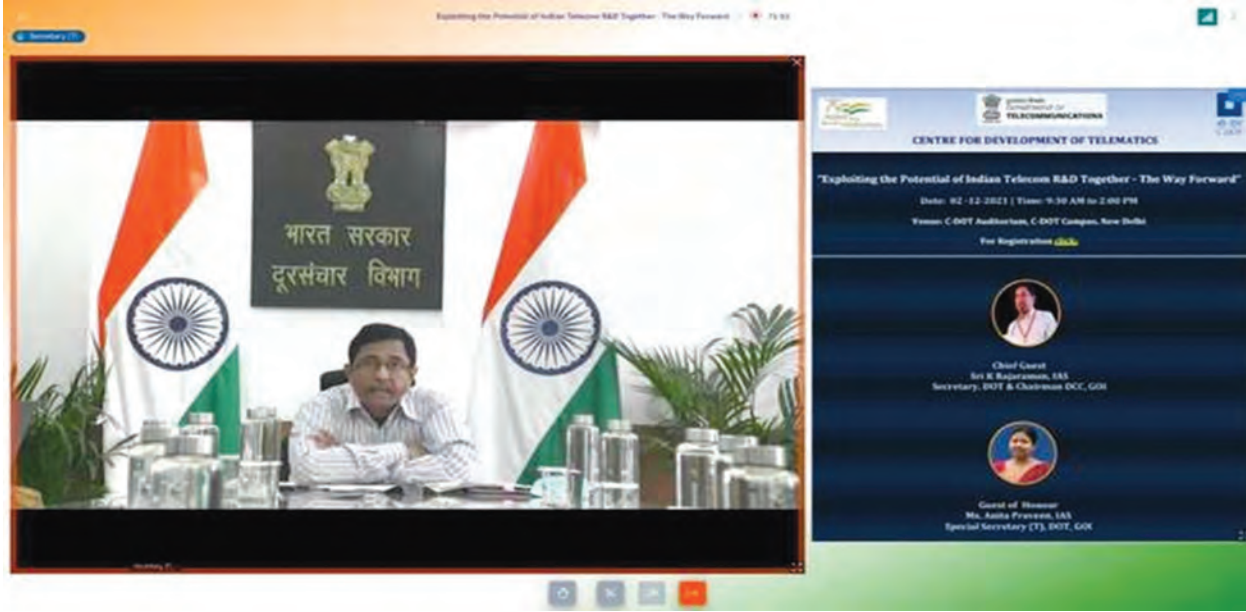 Exploiting the Potential of Indian Telecom R&D Together - The Way Forward
Secretary (T)
भारत सरकार
दूरसंचार विभाग
DEPARTMENT OF
TELECOMMUNICATIONS
CENTRE FOR DEVELOPMENT OF TELEMATICS
"Exploiting the Potential of Indian Telecom R&D Together - The Way Forward"
Date: 02-12-2021 | Time: 9:30 AM to 2:00 PM
Venue: C-DOT Auditorium, C-DOT Campus, New Delhi
For Registration click.
Chief Guest
Sri K Rajaraman, IAS
Secretary, DOT & Chairman DCC, GOI
Guest of Honour
Ms. Anita Praveen, IAS
Special Secretary (T), DOT, GOI
Secretary, (T)